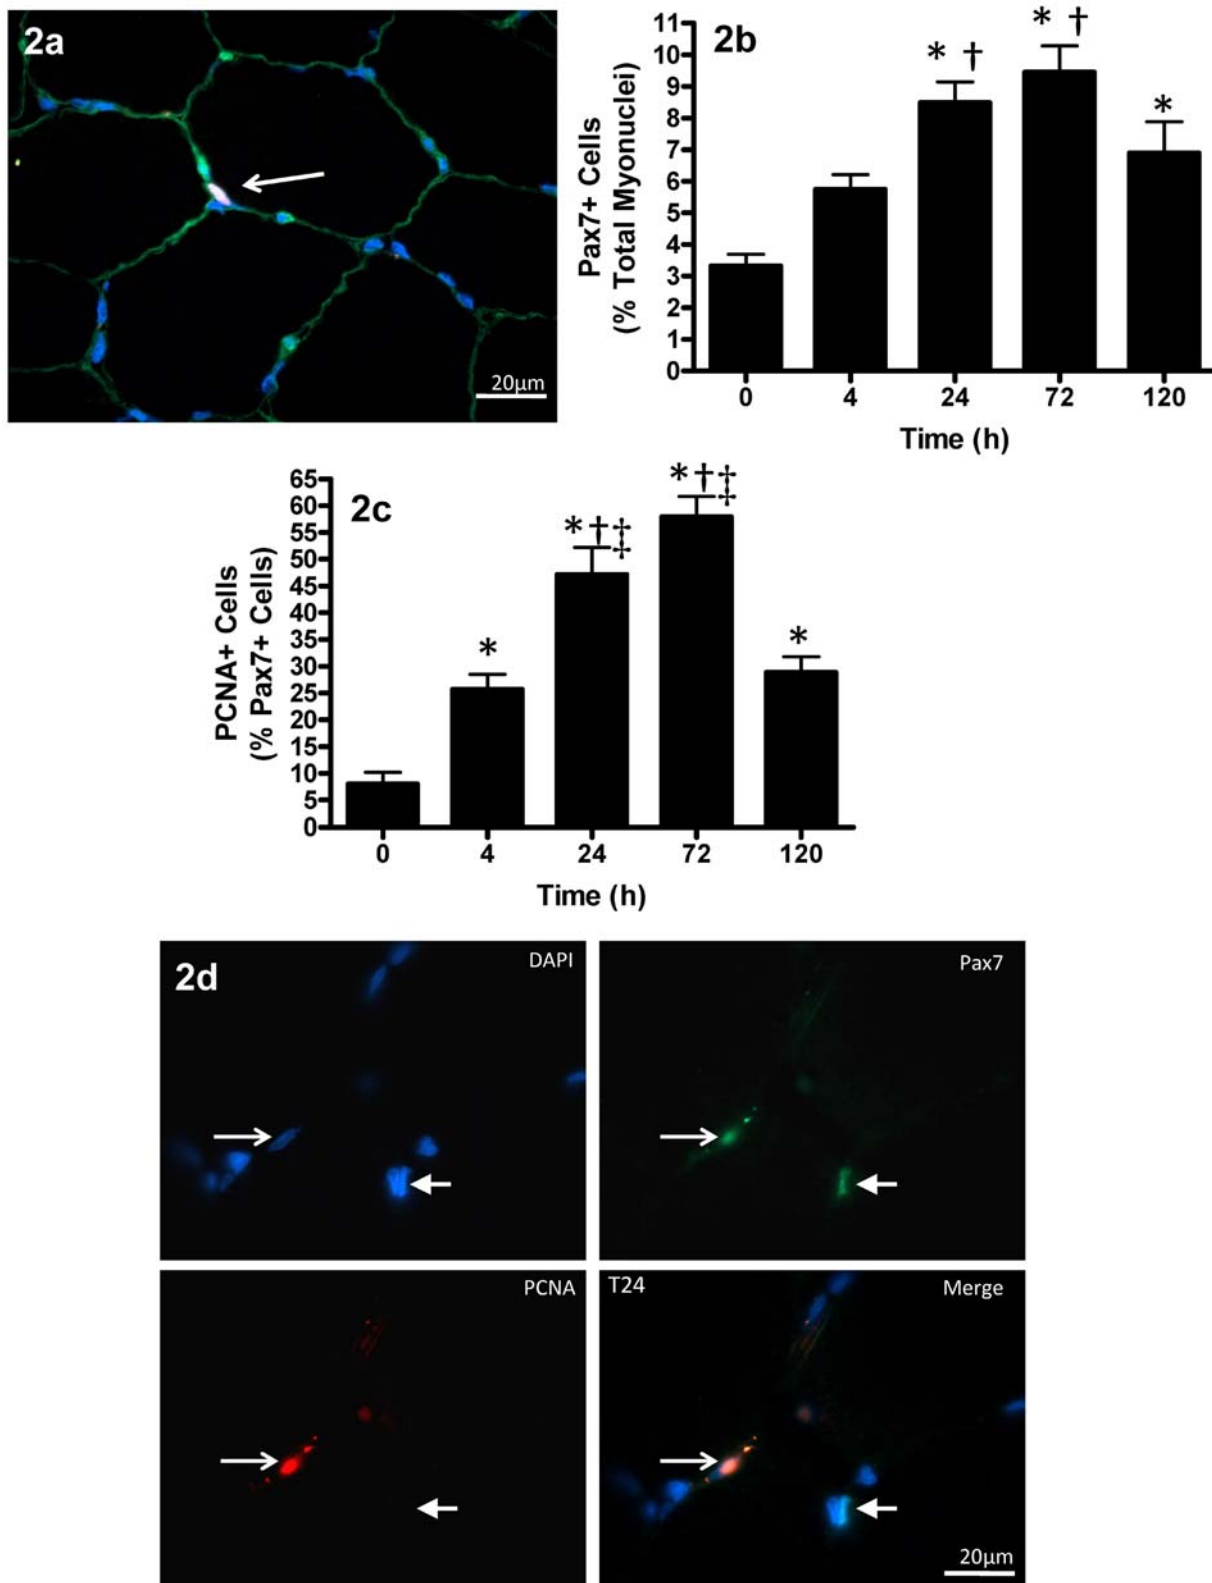 2a
20µm
2b
Pax7+ Cells
(% Total Myonuclei)
11
10
9
8
7
6
5
4
3
2
1
0
* †
* †
*
0 4 24 72 120
Time (h)
2c
PCNA+ Cells
(% Pax7+ Cells)
65
60
55
50
45
40
35
30
25
20
15
10
5
0
*
*†‡
*†‡
*
0 4 24 72 120
Time (h)
2d
DAPI
Pax7
PCNA
T24
Merge
20µm